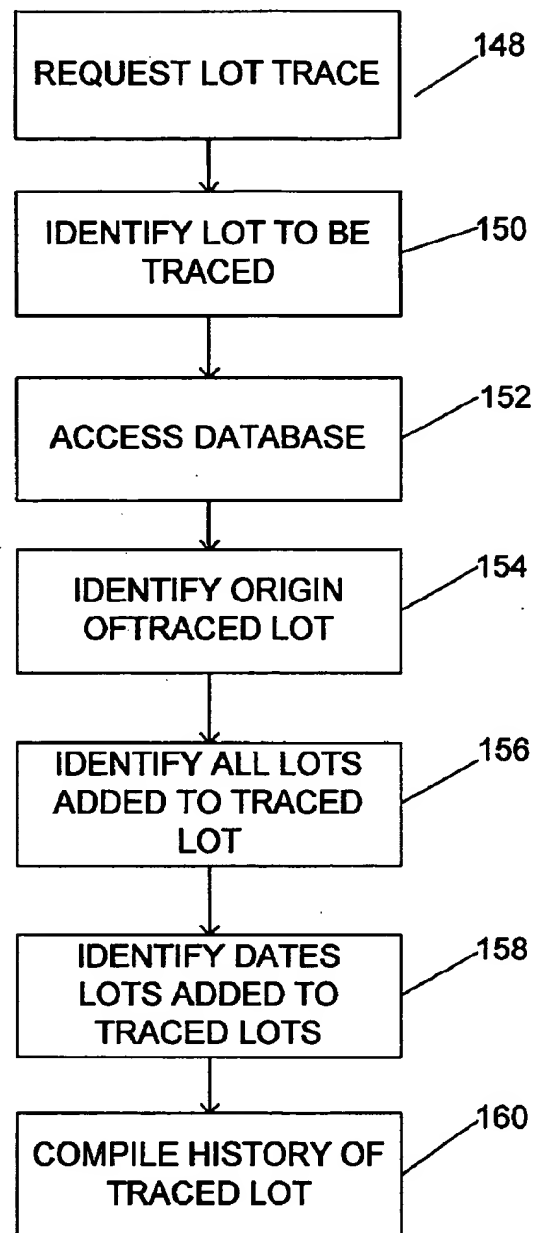 REQUEST LOT TRACE
148
IDENTIFY LOT TO BE
TRACED
150
ACCESS DATABASE
152
IDENTIFY ORIGIN
OFTRACED LOT
154
IDENTIFY ALL LOTS
ADDED TO TRACED
LOT
156
IDENTIFY DATES
LOTS ADDED TO
TRACED LOTS
158
COMPILE HISTORY OF
TRACED LOT
160